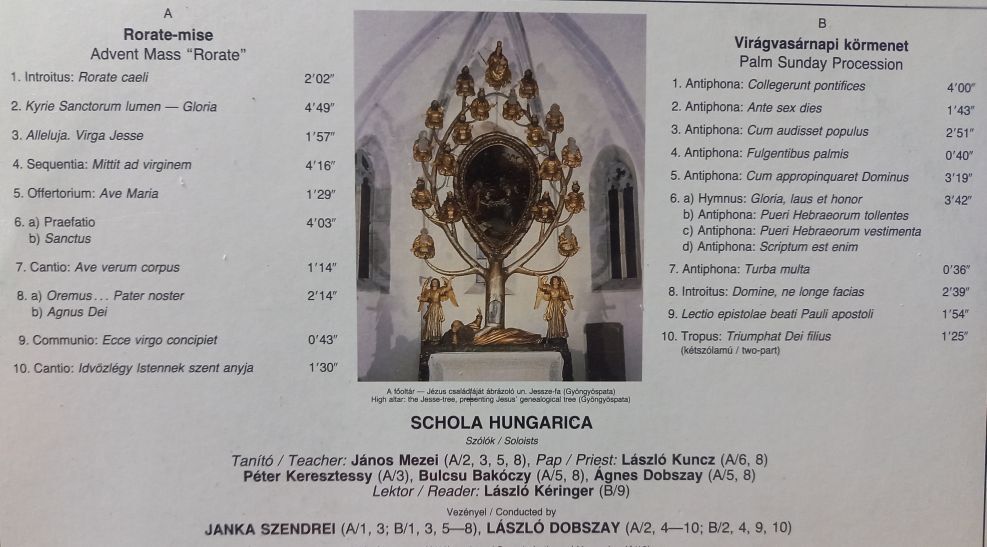 A
Rorate-mise
Advent Mass "Rorate"
1. Introitus: Rorate caeli 2'02"
2. Kyrie Sanctorum lumen — Gloria 4'49"
3. Alleluja. Virga Jesse 1'57"
4. Sequentia: Mittit ad virginem 4'16"
5. Offertorium: Ave Maria 1'29"
6. a) Praefatio 4'03"
b) Sanctus
7. Cantio: Ave verum corpus 1'14"
8. a) Oremus... Pater noster 2'14"
b) Agnus Dei
9. Communio: Ecce virgo concipiet 0'43"
10. Cantio: Idvözlégy Istennek szent anyja 1'30"
B
Virágvasárnapi körmenet
Palm Sunday Procession
1. Antiphona: Collegerunt pontifices 4'00"
2. Antiphona: Ante sex dies 1'43"
3. Antiphona: Cum audisset populus 2'51"
4. Antiphona: Fulgentibus palmis 0'40"
5. Antiphona: Cum appropinquaret Dominus 3'19"
6. a) Hymnus: Gloria, laus et honor 3'42"
b) Antiphona: Pueri Hebraeorum tollentes
c) Antiphona: Pueri Hebraeorum vestimenta
d) Antiphona: Scriptum est enim
7. Antiphona: Turba multa 0'36"
8. Introitus: Domine, ne longe facias 2'39"
9. Lectio epistolae beati Pauli apostoli 1'54"
10. Tropus: Triumphat Dei filius 1'25"
(kétszólamú / two-part)
A főoltár — Jézus családfáját ábrázoló un. Jessze-fa (Gyöngyöspata)
High altar: the Jesse-tree, presenting Jesus' genealogical tree (Gyöngyöspata)
SCHOLA HUNGARICA
Szólók / Soloists
Tanító / Teacher: János Mezei (A/2, 3, 5, 8), Pap / Priest: László Kuncz (A/6, 8)
Péter Keresztessy (A/3), Bulcsu Bakóczy (A/5, 8), Ágnes Dobszay (A/5, 8)
Lektor / Reader: László Kéringer (B/9)
Vezényel / Conducted by
JANKA SZENDREI (A/1, 3; B/1, 3, 5—8), LÁSZLÓ DOBSZAY (A/2, 4—10; B/2, 4, 9, 10)